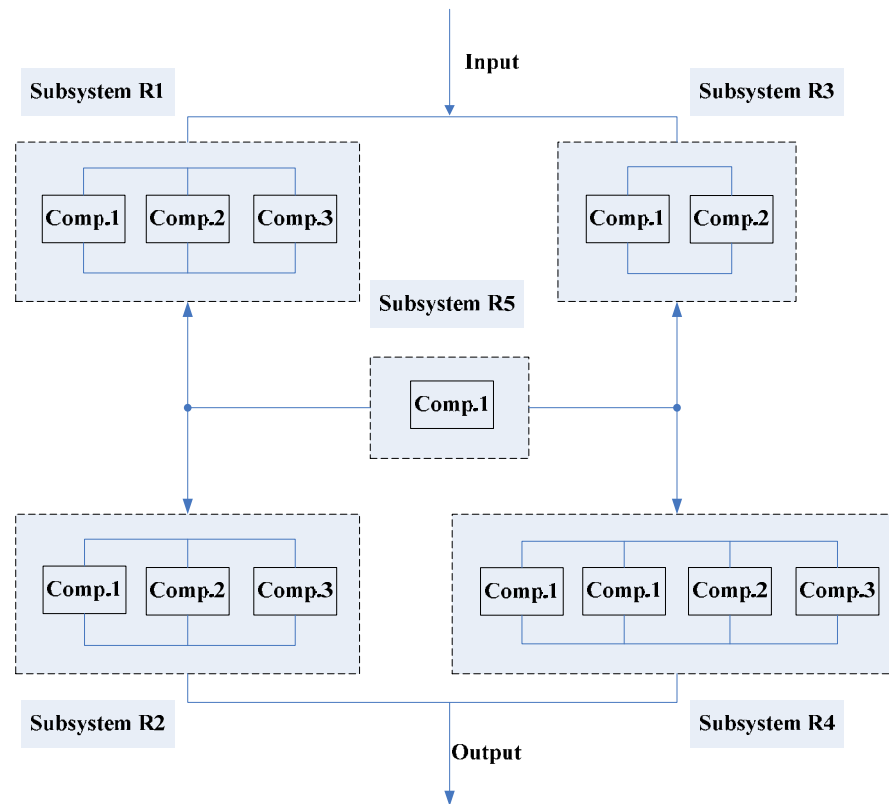 Input
Subsystem R1
Subsystem R3
Comp.1 Comp.2 Comp.3
Comp.1 Comp.2
Subsystem R5
Comp.1
Comp.1 Comp.2 Comp.3
Comp.1 Comp.1 Comp.2 Comp.3
Subsystem R2
Subsystem R4
Output